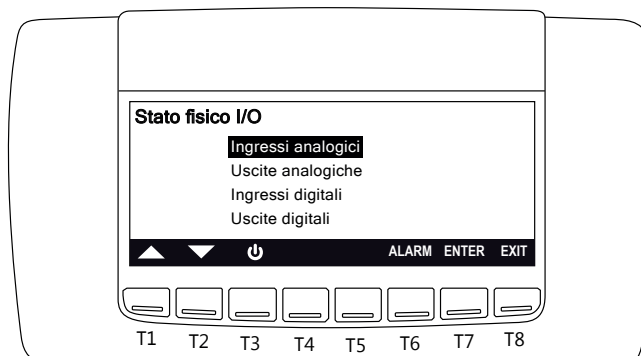 Stato fisico I/O
Ingressi analogici
Uscite analogiche
Ingressi digitali
Uscite digitali
ALARM ENTER EXIT
T1 T2 T3 T4 T5 T6 T7 T8